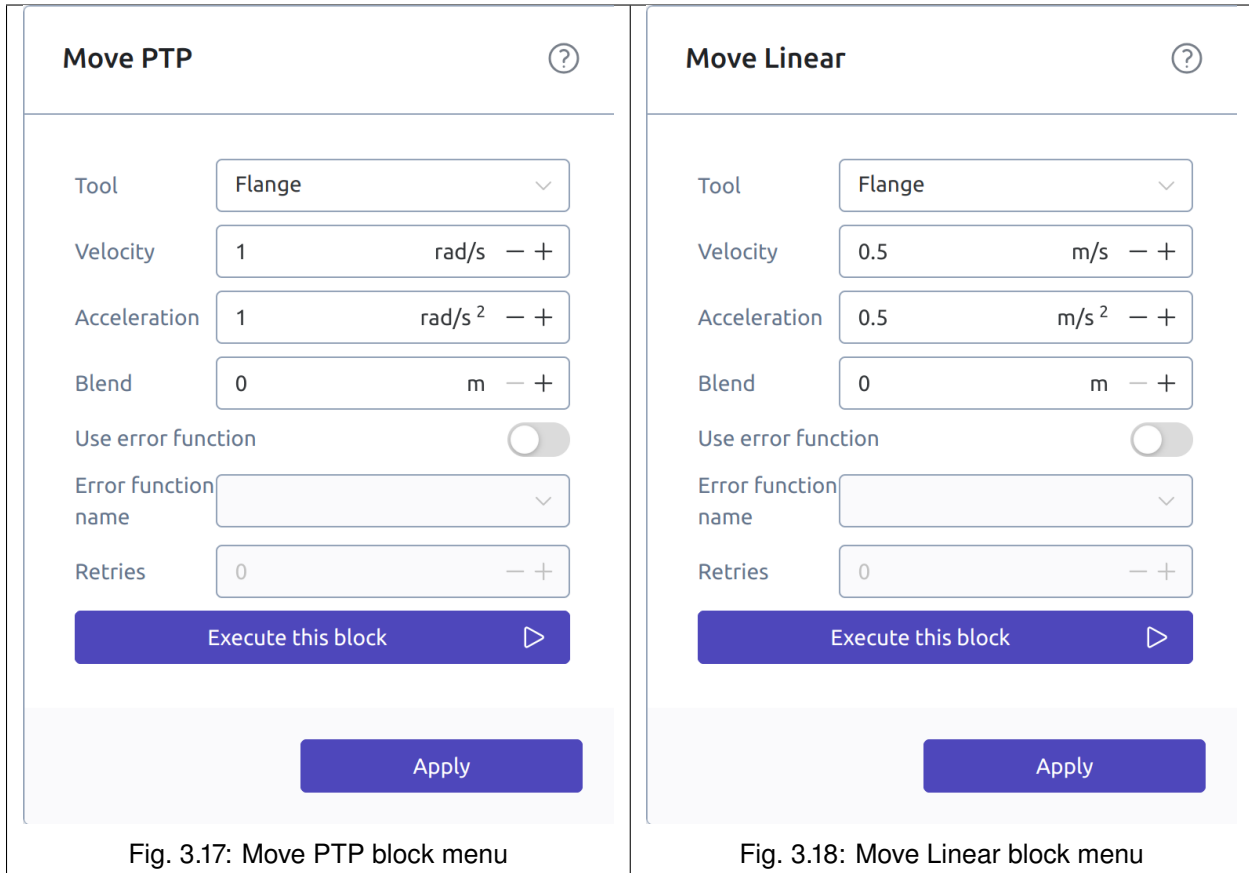 Move PTP
?
Tool
Flange
Velocity
1 rad/s − +
Acceleration
1 rad/s 2 − +
Blend
0 m − +
Use error function
Error function
name
Retries
0 − +
Execute this block
Apply
Fig. 3.17: Move PTP block menu
Move Linear
?
Tool
Flange
Velocity
0.5 m/s − +
Acceleration
0.5 m/s 2 − +
Blend
0 m − +
Use error function
Error function
name
Retries
0 − +
Execute this block
Apply
Fig. 3.18: Move Linear block menu